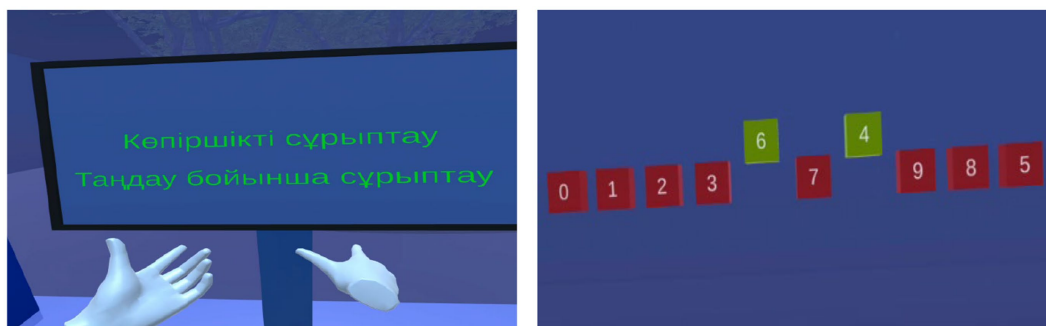 Көпіршікті сұрыптау
Таңдау бойынша сұрыптау
0 1 2 3 6 7 4 9 8 5